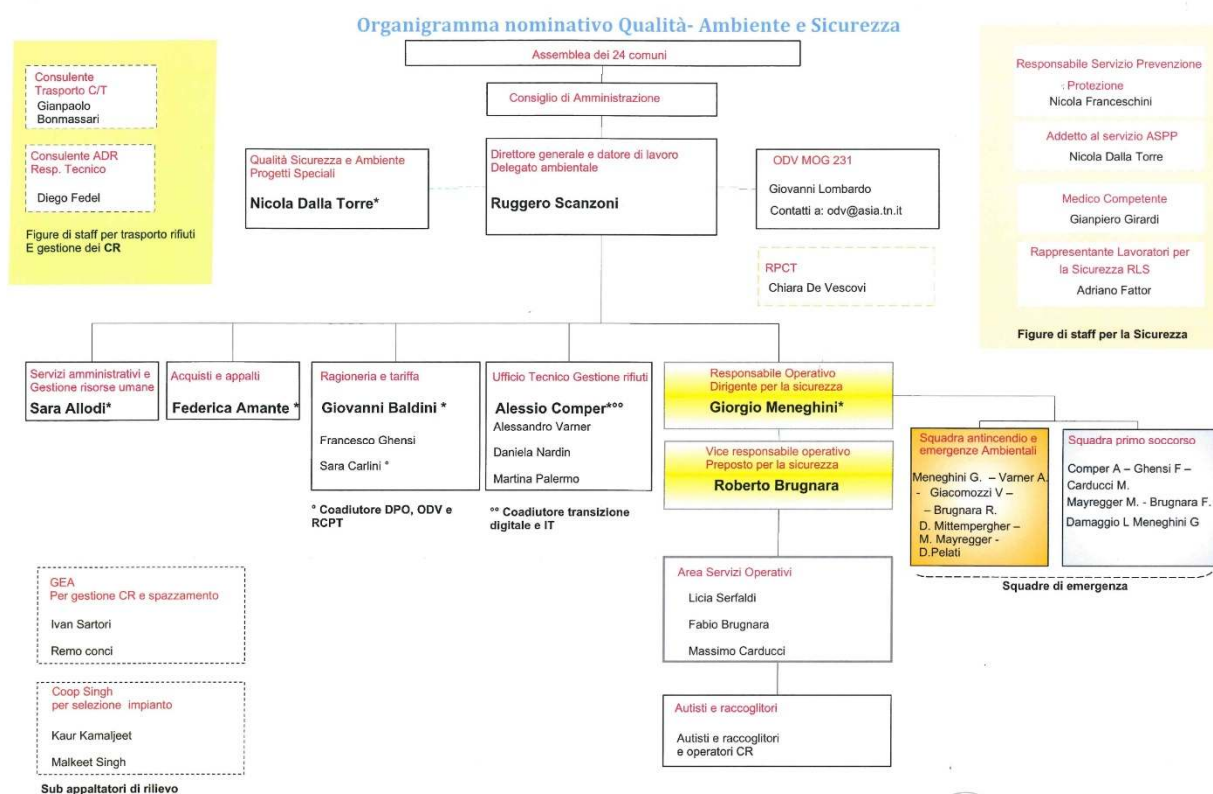 Organigramma nominativo Qualità- Ambiente e Sicurezza
Assemblea dei 24 comuni
Consiglio di Amministrazione
Consulente
Trasporto C/T
Gianpaolo
Bonmassari
Consulente ADR
Resp. Tecnico
Diego Fedel
Figure di staff per trasporto rifiuti
E gestione dei CR
Qualità Sicurezza e Ambiente
Progetti Speciali
Nicola Dalla Torre*
Direttore generale e datore di lavoro
Delegato ambientale
Ruggero Scanzoni
ODV MOG 231
Giovanni Lombardo
Contatti a: odv@asia.tn.it
RPCT
Chiara De Vescovi
Responsabile Servizio Prevenzione
Protezione
Nicola Franceschini
Addetto al servizio ASPP
Nicola Dalla Torre
Medico Competente
Gianpiero Girardi
Rappresentante Lavoratori per
la Sicurezza RLS
Adriano Fattor
Figure di staff per la Sicurezza
Servizi amministrativi e
Gestione risorse umane
Sara Allodi*
Acquisti e appalti
Federica Amante *
Ragioneria e tariffa
Giovanni Baldini *
Francesco Ghensi
Sara Carlini °
° Coadiutore DPO, ODV e
RCPT
Ufficio Tecnico Gestione rifiuti
Alessio Comper*°°
Alessandro Varner
Daniela Nardin
Martina Palermo
°° Coadiutore transizione
digitale e IT
Responsabile Operativo
Dirigente per la sicurezza
Giorgio Meneghini*
Vice responsabile operativo
Preposto per la sicurezza
Roberto Brugnara
Squadra antincendio e
emergenze Ambientali
Meneghini G. – Varner A.
- Giacomozzi V –
– Brugnara R.
D. Mittempergher –
M. Mayregger -
D.Pelati
Squadra primo soccorso
Comper A – Ghensi F –
Carducci M.
Mayregger M. - Brugnara F.
Damaggio L Meneghini G
Squadre di emergenza
Area Servizi Operativi
Licia Serfaldi
Fabio Brugnara
Massimo Carducci
Autisti e raccoglitori
Autisti e raccoglitori
e operatori CR
GEA
Per gestione CR e spazzamento
Ivan Sartori
Remo conci
Coop Singh
per selezione impianto
Kaur Kamaljeet
Malkeet Singh
Sub appaltatori di rilievo